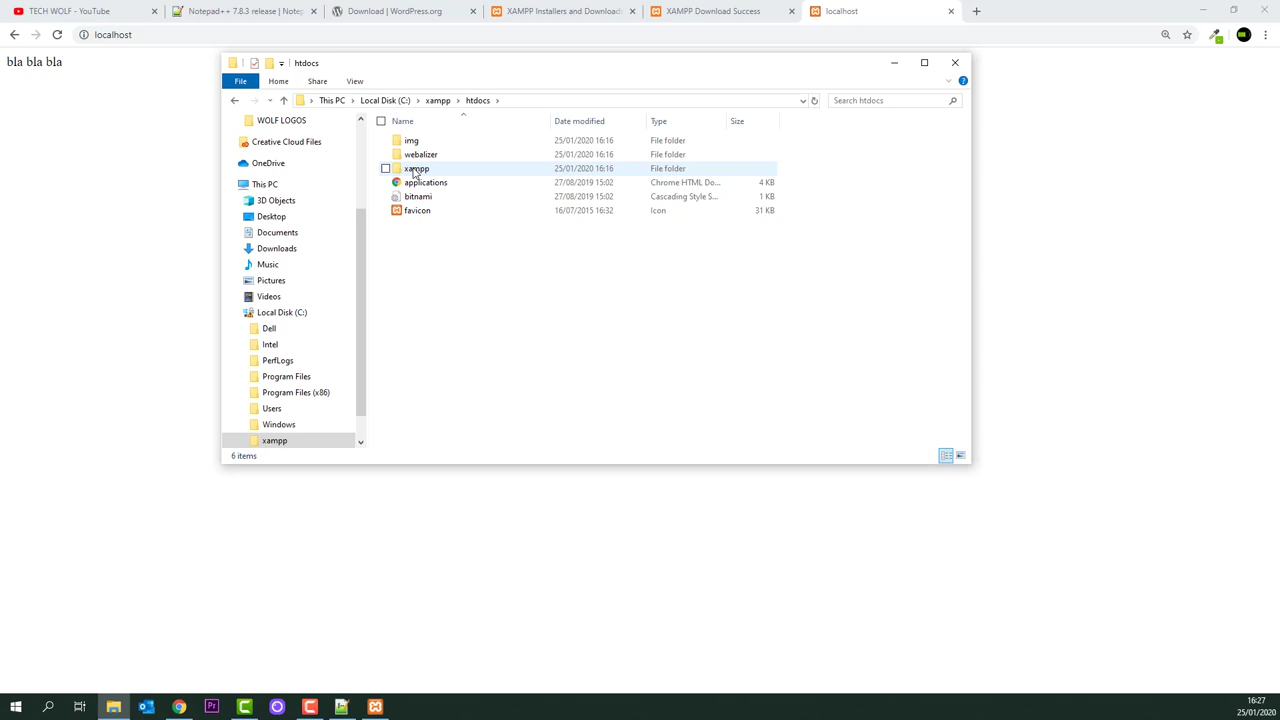 TECH WOLF - YouTube
Notepad++ 7.8.3 release | Notep
Download | WordPress.org
XAMPP Installers and Download
XAMPP Download Success
localhost
localhost
bla bla bla
htdocs
File Home Share View
This PC Local Disk (C:) xampp htdocs
Search htdocs
WOLF LOGOS
Creative Cloud Files
OneDrive
This PC
3D Objects
Desktop
Documents
Downloads
Music
Pictures
Videos
Local Disk (C:)
Dell
Intel
PerfLogs
Program Files
Program Files (x86)
Users
Windows
xampp
Name Date modified Type Size
img 25/01/2020 16:16 File folder
webalizer 25/01/2020 16:16 File folder
xampp 25/01/2020 16:16 File folder
applications 27/08/2019 15:02 Chrome HTML Do... 4 KB
bitnami 27/08/2019 15:02 Cascading Style S... 1 KB
favicon 16/07/2015 16:32 Icon 31 KB
6 items
Pr
16:27
25/01/2020